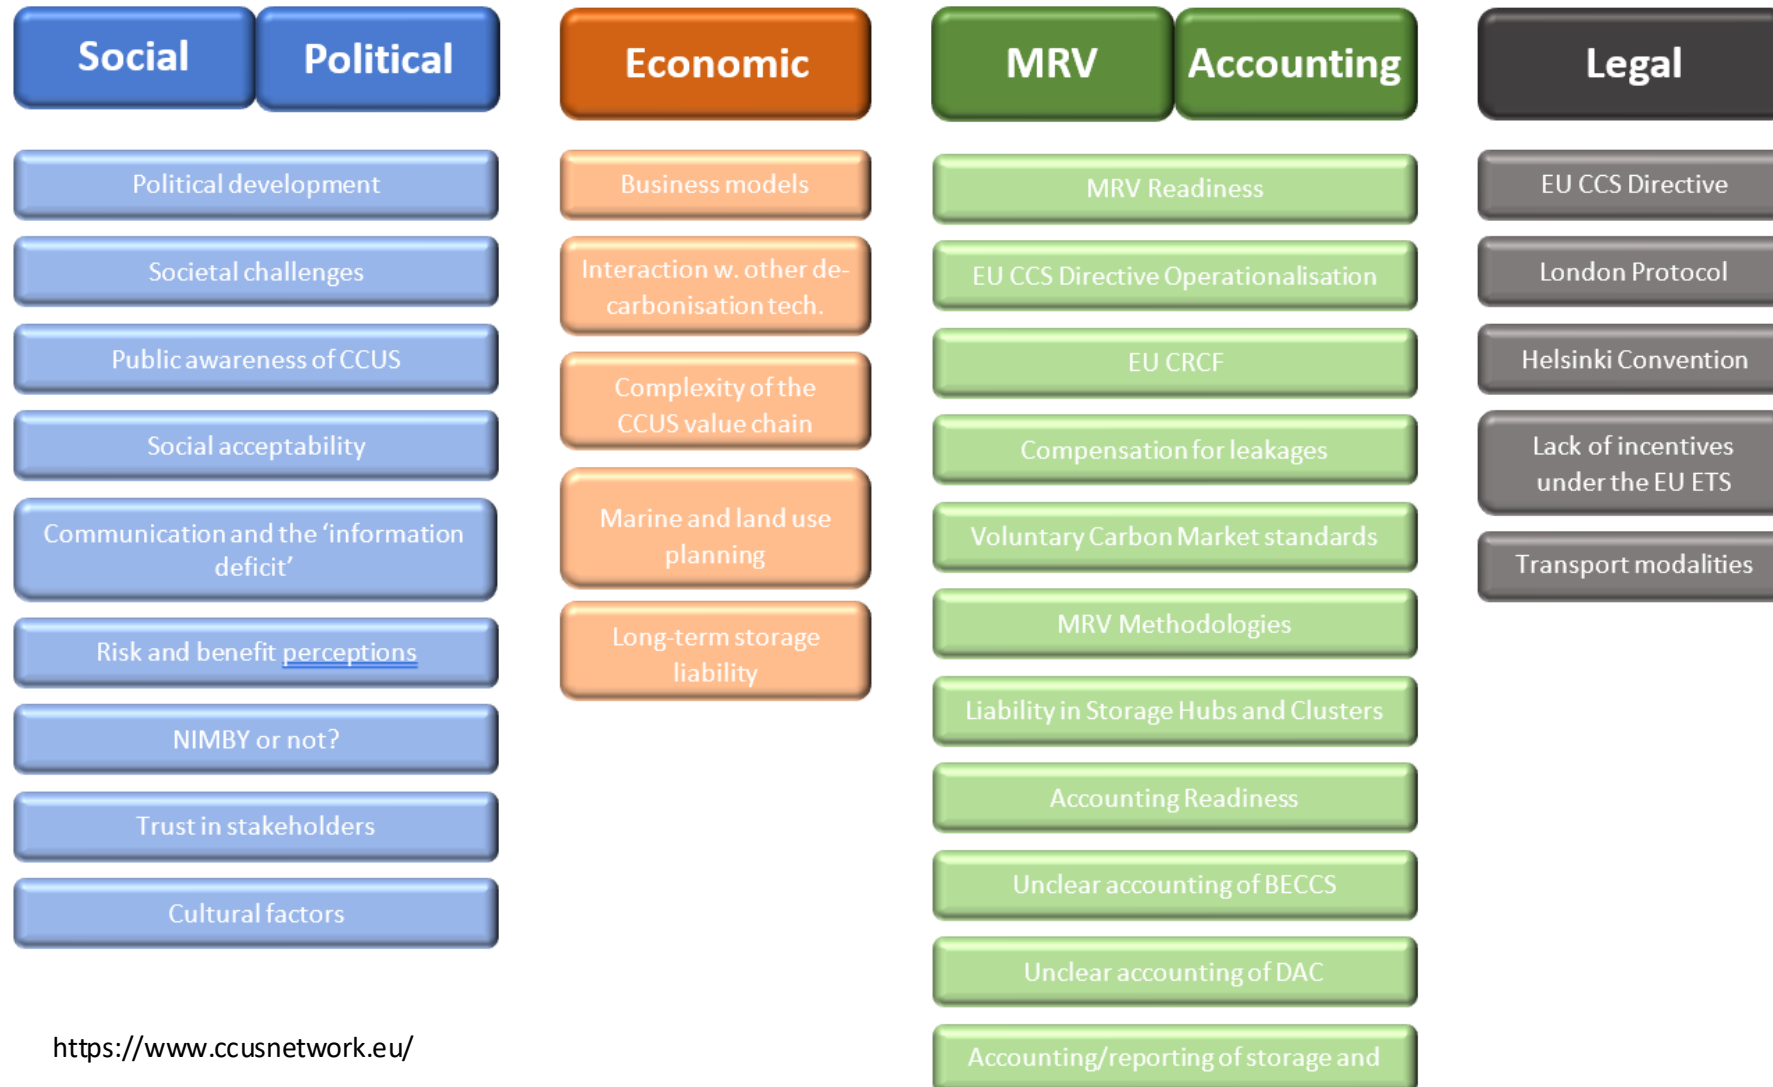 Social
Political
Political development
Societal challenges
Public awareness of CCUS
Social acceptability
Communication and the ‘information
deficit’
Risk and benefit perceptions
NIMBY or not?
Trust in stakeholders
Cultural factors
https://www.ccusnetwork.eu/
Economic
Business models
Interaction w. other de-
carbonisation tech.
Complexity of the
CCUS value chain
Marine and land use
planning
Long-term storage
liability
MRV
Accounting
MRV Readiness
EU CCS Directive Operationalisation
EU CRCF
Compensation for leakages
Voluntary Carbon Market standards
MRV Methodologies
Liability in Storage Hubs and Clusters
Accounting Readiness
Unclear accounting of BECCS
Unclear accounting of DAC
Accounting/reporting of storage and
Legal
EU CCS Directive
London Protocol
Helsinki Convention
Lack of incentives
under the EU ETS
Transport modalities